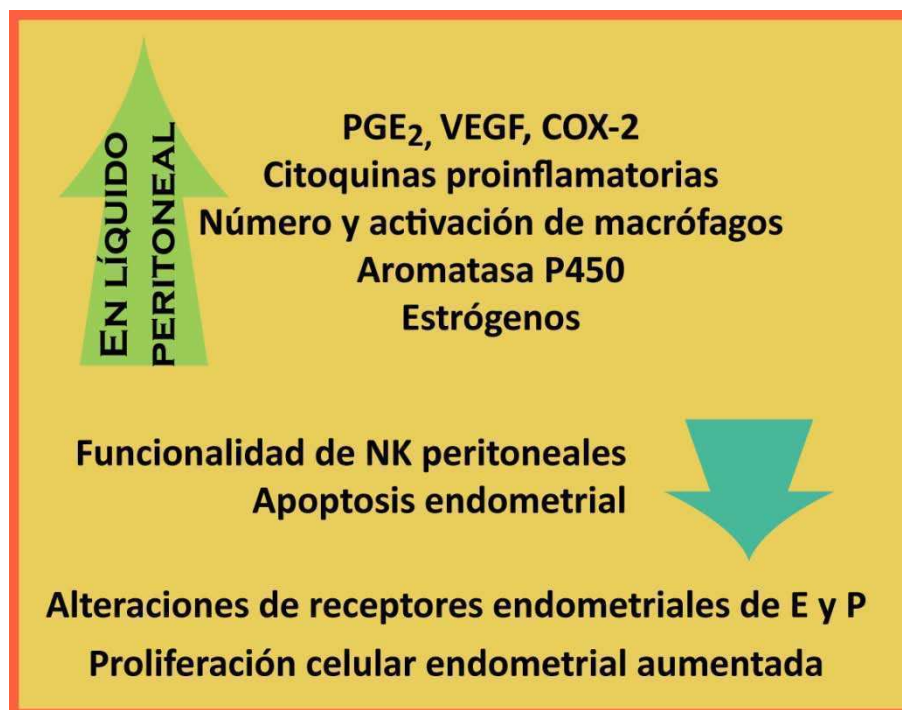 EN LÍQUIDO
PERITONEAL
PGE₂, VEGF, COX-2
Citoquinas proinflamatorias
Número y activación de macrófagos
Aromatasa P450
Estrógenos
Funcionalidad de NK peritoneales
Apoptosis endometrial
Alteraciones de receptores endometriales de E y P
Proliferación celular endometrial aumentada